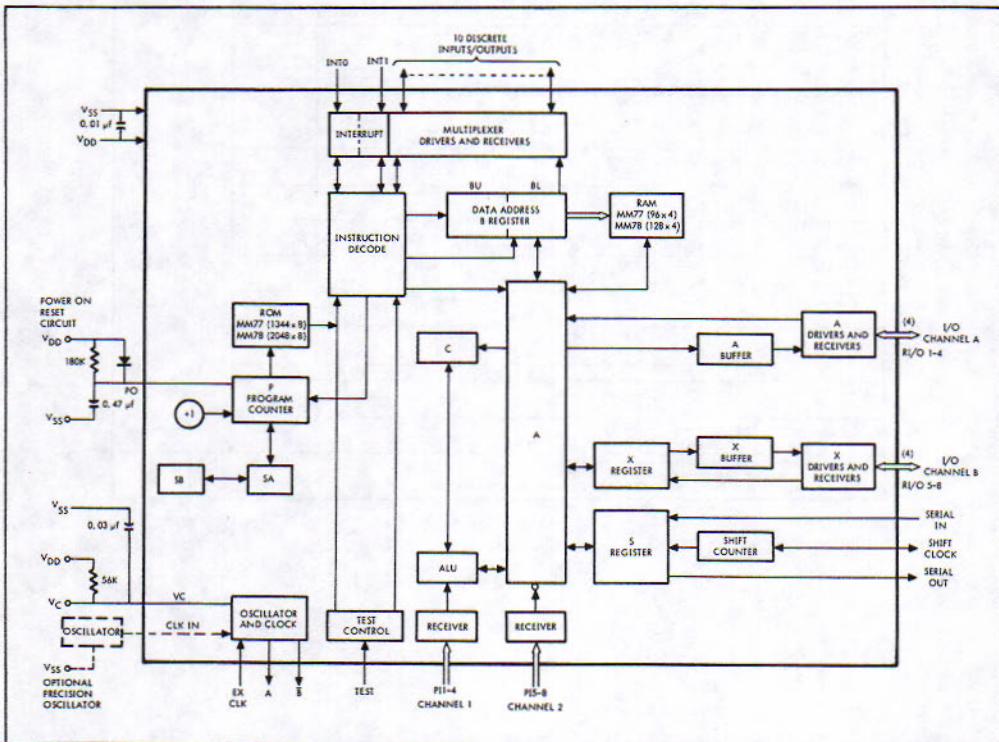 10 DISCRETE
INPUTS/OUTPUTS
INT0
INT1
VSS
0.01 µf
VDD
INTERRUPT
MULTIPLEXER
DRIVERS AND RECEIVERS
BU
BL
INSTRUCTION
DECODE
DATA ADDRESS
B REGISTER
RAM
MM77 (96 x 4)
MM78 (128 x 4)
POWER ON
RESET
CIRCUIT
VDD
180K
PO
0.47 µf
VSS
ROM
MM77 (1344 x 8)
MM78 (2048 x 8)
P
PROGRAM
COUNTER
+1
SB
SA
C
A
A
BUFFER
A
DRIVERS AND
RECEIVERS
(4)
I/O
CHANNEL A
RI/O 1-4
X
REGISTER
X
BUFFER
X
DRIVERS AND
RECEIVERS
(4)
I/O
CHANNEL B
RI/O 5-8
S
REGISTER
SHIFT
COUNTER
SERIAL
IN
SHIFT
CLOCK
SERIAL
OUT
VSS
0.03 µf
VDD
56K
VC
VC
OSCILLATOR
CLK IN
OSCILLATOR
AND CLOCK
VSS
OPTIONAL
PRECISION
OSCILLATOR
TEST
CONTROL
ALU
RECEIVER
RECEIVER
EX
CLK
A
B̅
TEST
PI1-4
CHANNEL 1
PI5-8
CHANNEL 2